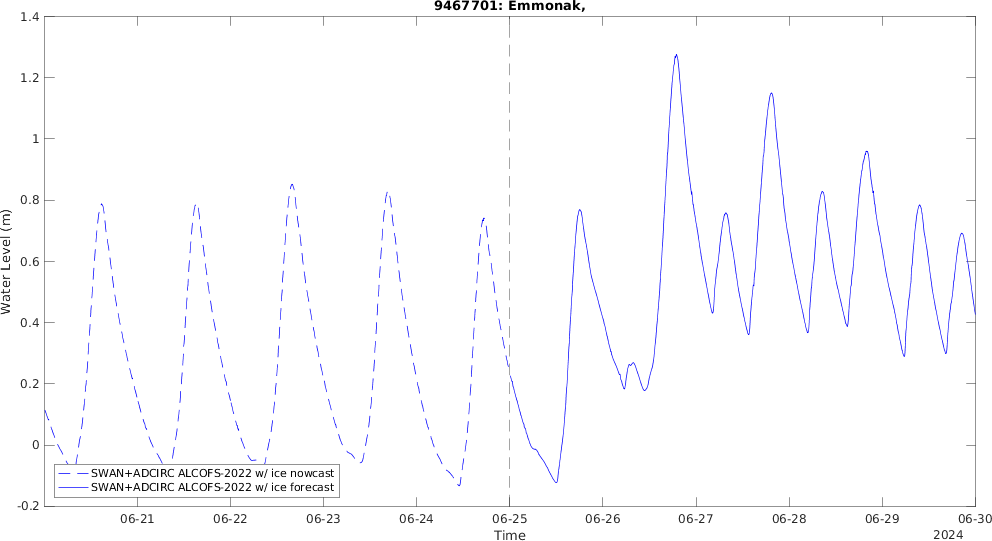 9467701: Emmonak,
1.4
1.2
1
0.8
0.6
0.4
0.2
0
-0.2
Water Level (m)
SWAN+ADCIRC ALCOFS-2022 w/ ice nowcast
SWAN+ADCIRC ALCOFS-2022 w/ ice forecast
06-21 06-22 06-23 06-24 06-25 06-26 06-27 06-28 06-29 06-30
Time
2024